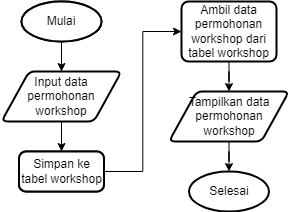 Mulai
Input data
permohonan
workshop
Simpan ke
tabel workshop
Ambil data
permohonan
workshop dari
tabel workshop
Tampilkan data
permohonan
workshop
Selesai